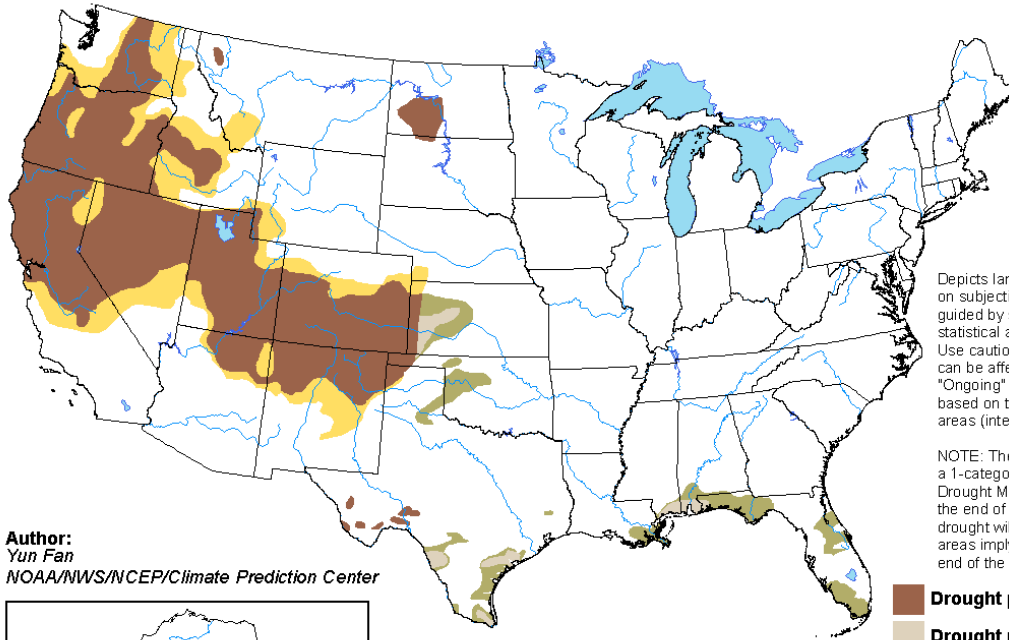 Depicts lar
on subjecti
guided by s
statistical a
Use cautio
can be affe
"Ongoing"
based on t
areas (inte
NOTE: The
a 1-catego
Drought M
the end of
drought wil
areas imply
end of the
Author:
Yun Fan
NOAA/NWS/NCEP/Climate Prediction Center
Drought p
Drought p